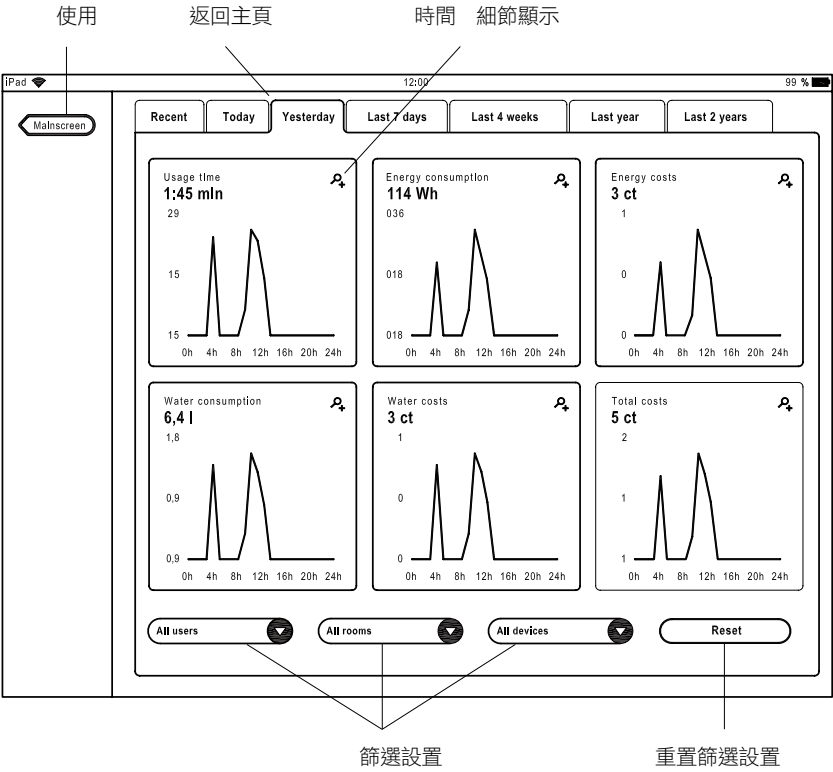 使用 返回主頁 時間 細節顯示
iPad 12:00 99 %
Mainscreen
Recent Today Yesterday Last 7 days Last 4 weeks Last year Last 2 years
Usage time
1:45 min
29
15
15
0h 4h 8h 12h 16h 20h 24h
Energy consumption
114 Wh
036
018
018
0h 4h 8h 12h 16h 20h 24h
Energy costs
3 ct
1
0
0
0h 4h 8h 12h 16h 20h 24h
Water consumption
6,4 l
1,8
0,9
0,9
0h 4h 8h 12h 16h 20h 24h
Water costs
3 ct
1
0
0
0h 4h 8h 12h 16h 20h 24h
Total costs
5 ct
2
1
1
0h 4h 8h 12h 16h 20h 24h
All users All rooms All devices Reset
篩選設置 重置篩選設置